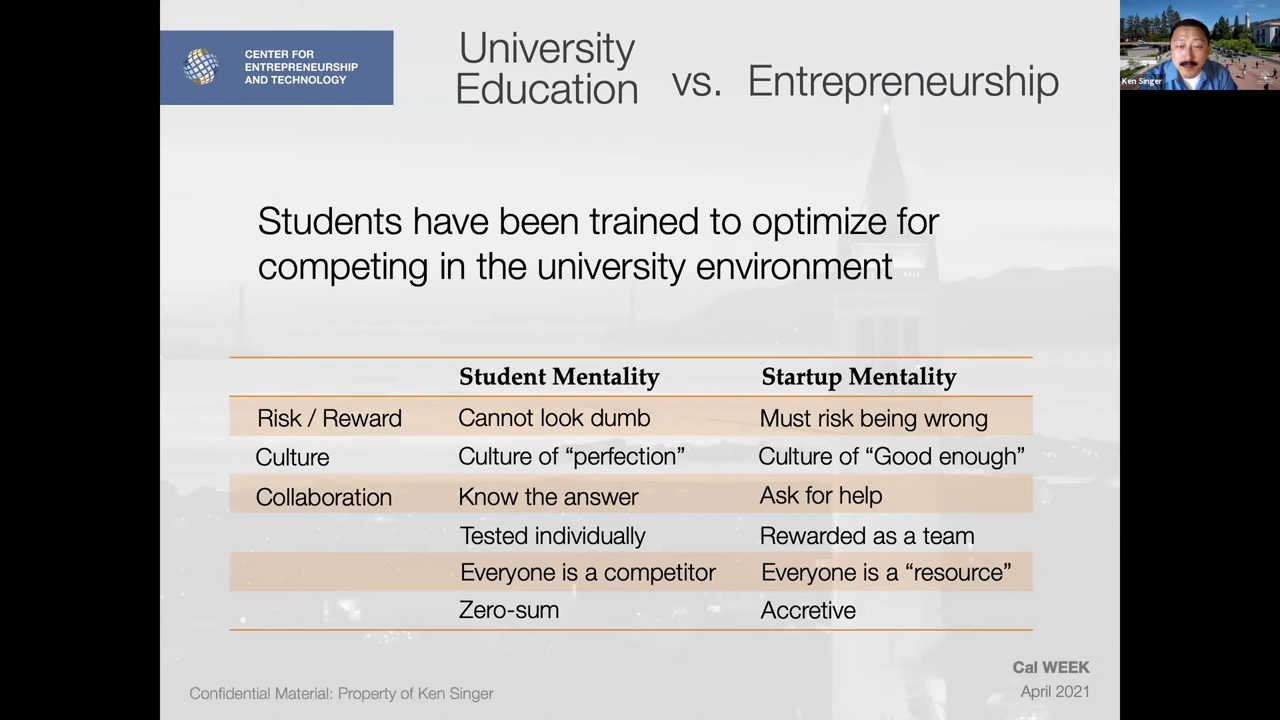 CENTER FOR
ENTREPRENEURSHIP
AND TECHNOLOGY
University
Education
vs. Entrepreneurship
Ken Singer
Students have been trained to optimize for
competing in the university environment
Student Mentality Startup Mentality
Risk / Reward Cannot look dumb Must risk being wrong
Culture Culture of “perfection” Culture of “Good enough”
Collaboration Know the answer Ask for help
Tested individually Rewarded as a team
Everyone is a competitor Everyone is a “resource”
Zero-sum Accretive
Cal WEEK
Confidential Material: Property of Ken Singer April 2021